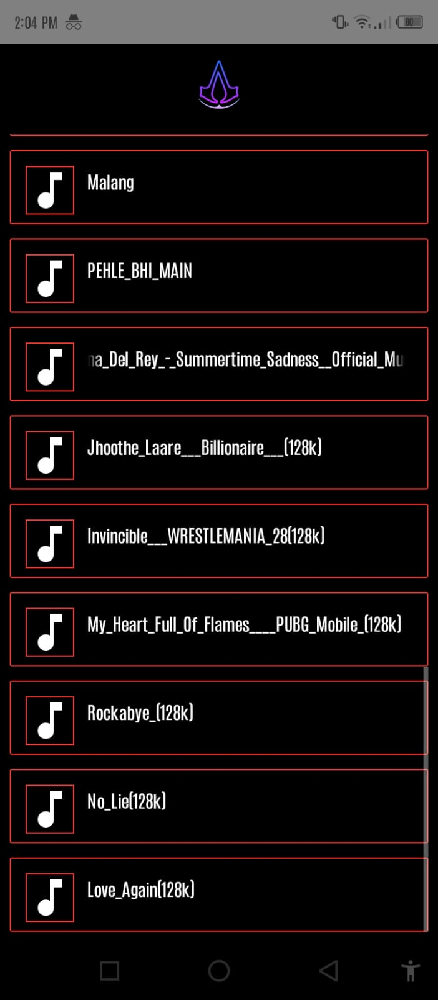 2:04 PM
80
Malang
PEHLE_BHI_MAIN
na_Del_Rey_-_Summertime_Sadness__Official_Mu
Jhoothe_Laare___Billionaire___(128k)
Invincible___WRESTLEMANIA_28(128k)
My_Heart_Full_Of_Flames____PUBG_Mobile_(128k)
Rockabye_(128k)
No_Lie(128k)
Love_Again(128k)